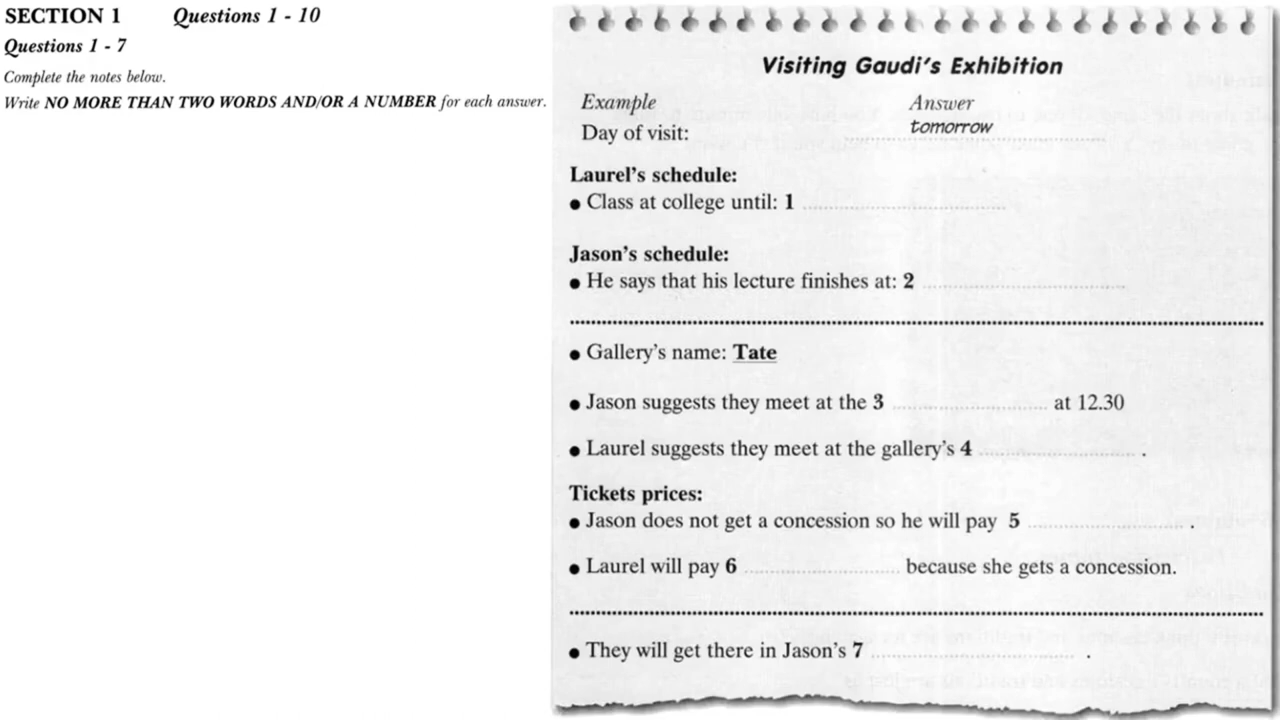 SECTION 1 Questions 1 - 10
Questions 1 - 7
Complete the notes below.
Write NO MORE THAN TWO WORDS AND/OR A NUMBER for each answer.
Visiting Gaudi's Exhibition
Example Answer
Day of visit: tomorrow
Laurel's schedule:
● Class at college until: 1 ....................
Jason's schedule:
● He says that his lecture finishes at: 2 ....................
● Gallery's name: Tate
● Jason suggests they meet at the 3 .................... at 12.30
● Laurel suggests they meet at the gallery's 4 .
Tickets prices:
● Jason does not get a concession so he will pay 5 .................... .
● Laurel will pay 6 .................... because she gets a concession.
● They will get there in Jason's 7 .................... .